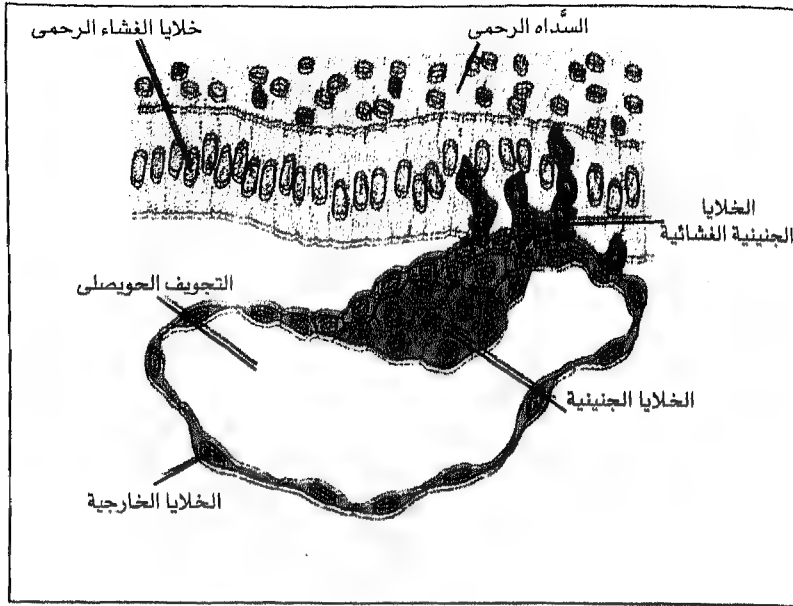 السَّداه الرحمى
خلايا الغشاء الرحمى
الخلايا
الجنينية الغشائية
التجويف الحويصلى
الخلايا الجنينية
الخلايا الخارجية